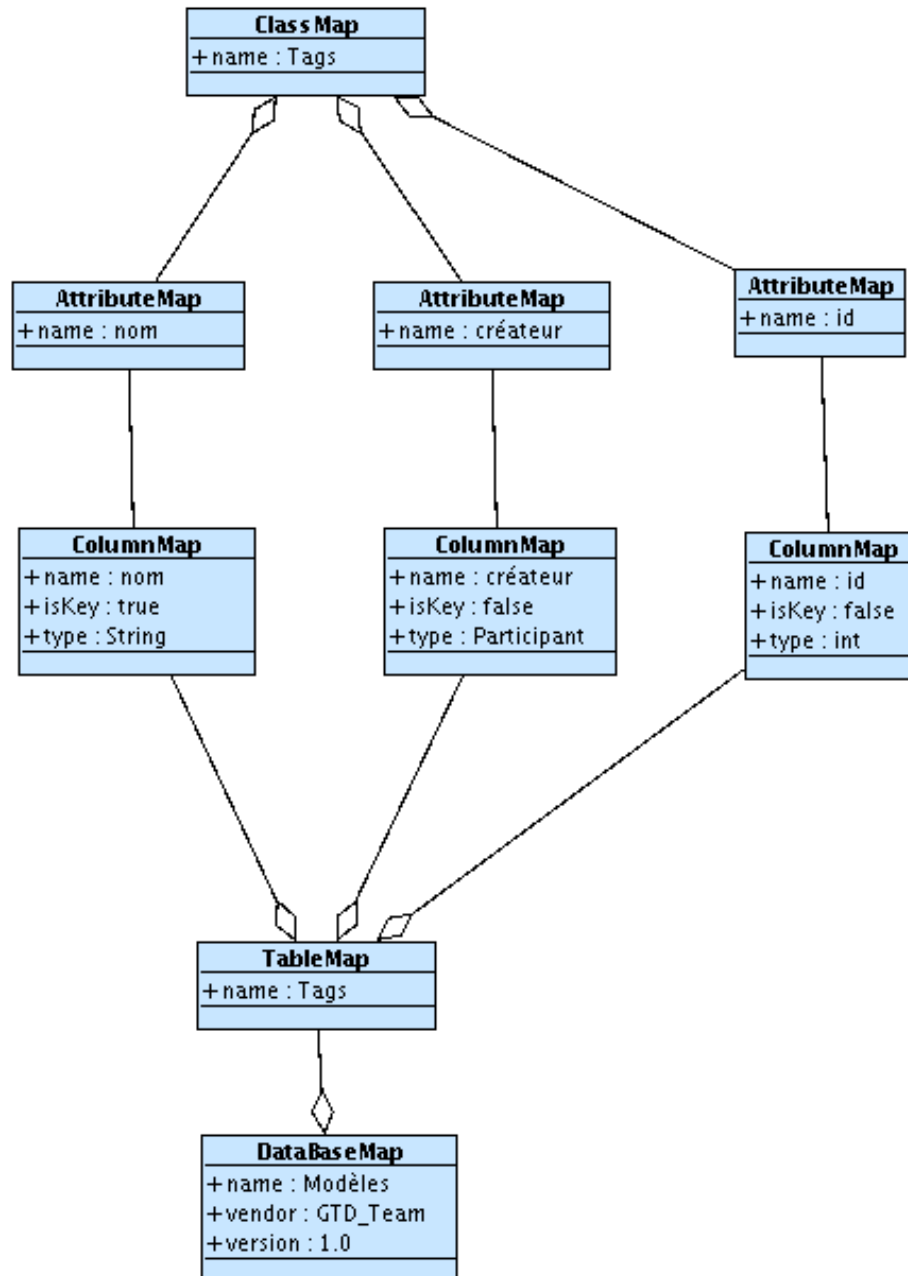 ClassMap
+name : Tags
AttributeMap
+name : nom
AttributeMap
+name : créateur
AttributeMap
+name : id
ColumnMap
+name : nom
+isKey : true
+type : String
ColumnMap
+name : créateur
+isKey : false
+type : Participant
ColumnMap
+name : id
+isKey : false
+type : int
TableMap
+name : Tags
DataBaseMap
+name : Modèles
+vendor : GTD_Team
+version : 1.0